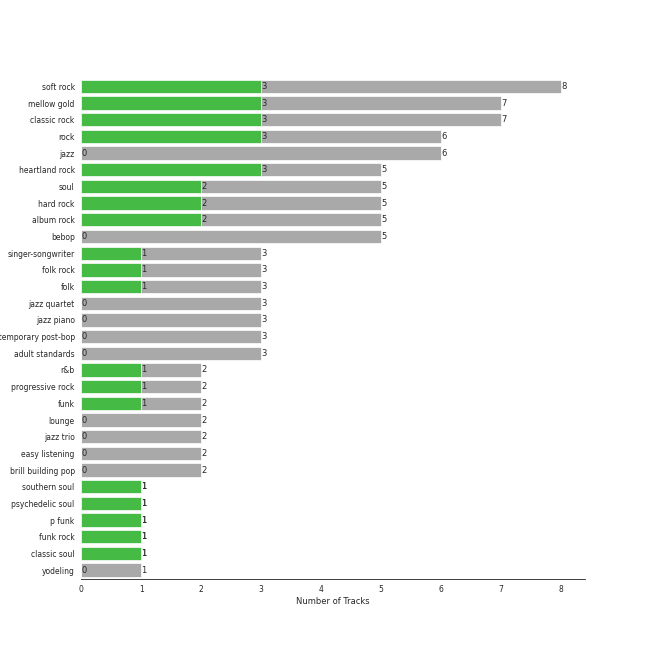 soft rock 3 8
mellow gold 3 7
classic rock 3 7
rock 3 6
jazz 0 6
heartland rock 3 5
soul 2 5
hard rock 2 5
album rock 2 5
bebop 0 5
singer-songwriter 1 3
folk rock 1 3
folk 1 3
jazz quartet 0 3
jazz piano 0 3
temporary post-bop 0 3
adult standards 0 3
r&b 1 2
progressive rock 1 2
funk 1 2
lounge 0 2
jazz trio 0 2
easy listening 0 2
brill building pop 0 2
southern soul 1 1
psychedelic soul 1 1
p funk 1 1
funk rock 1 1
classic soul 1 1
yodeling 0 1
0 1 2 3 4 5 6 7 8
Number of Tracks